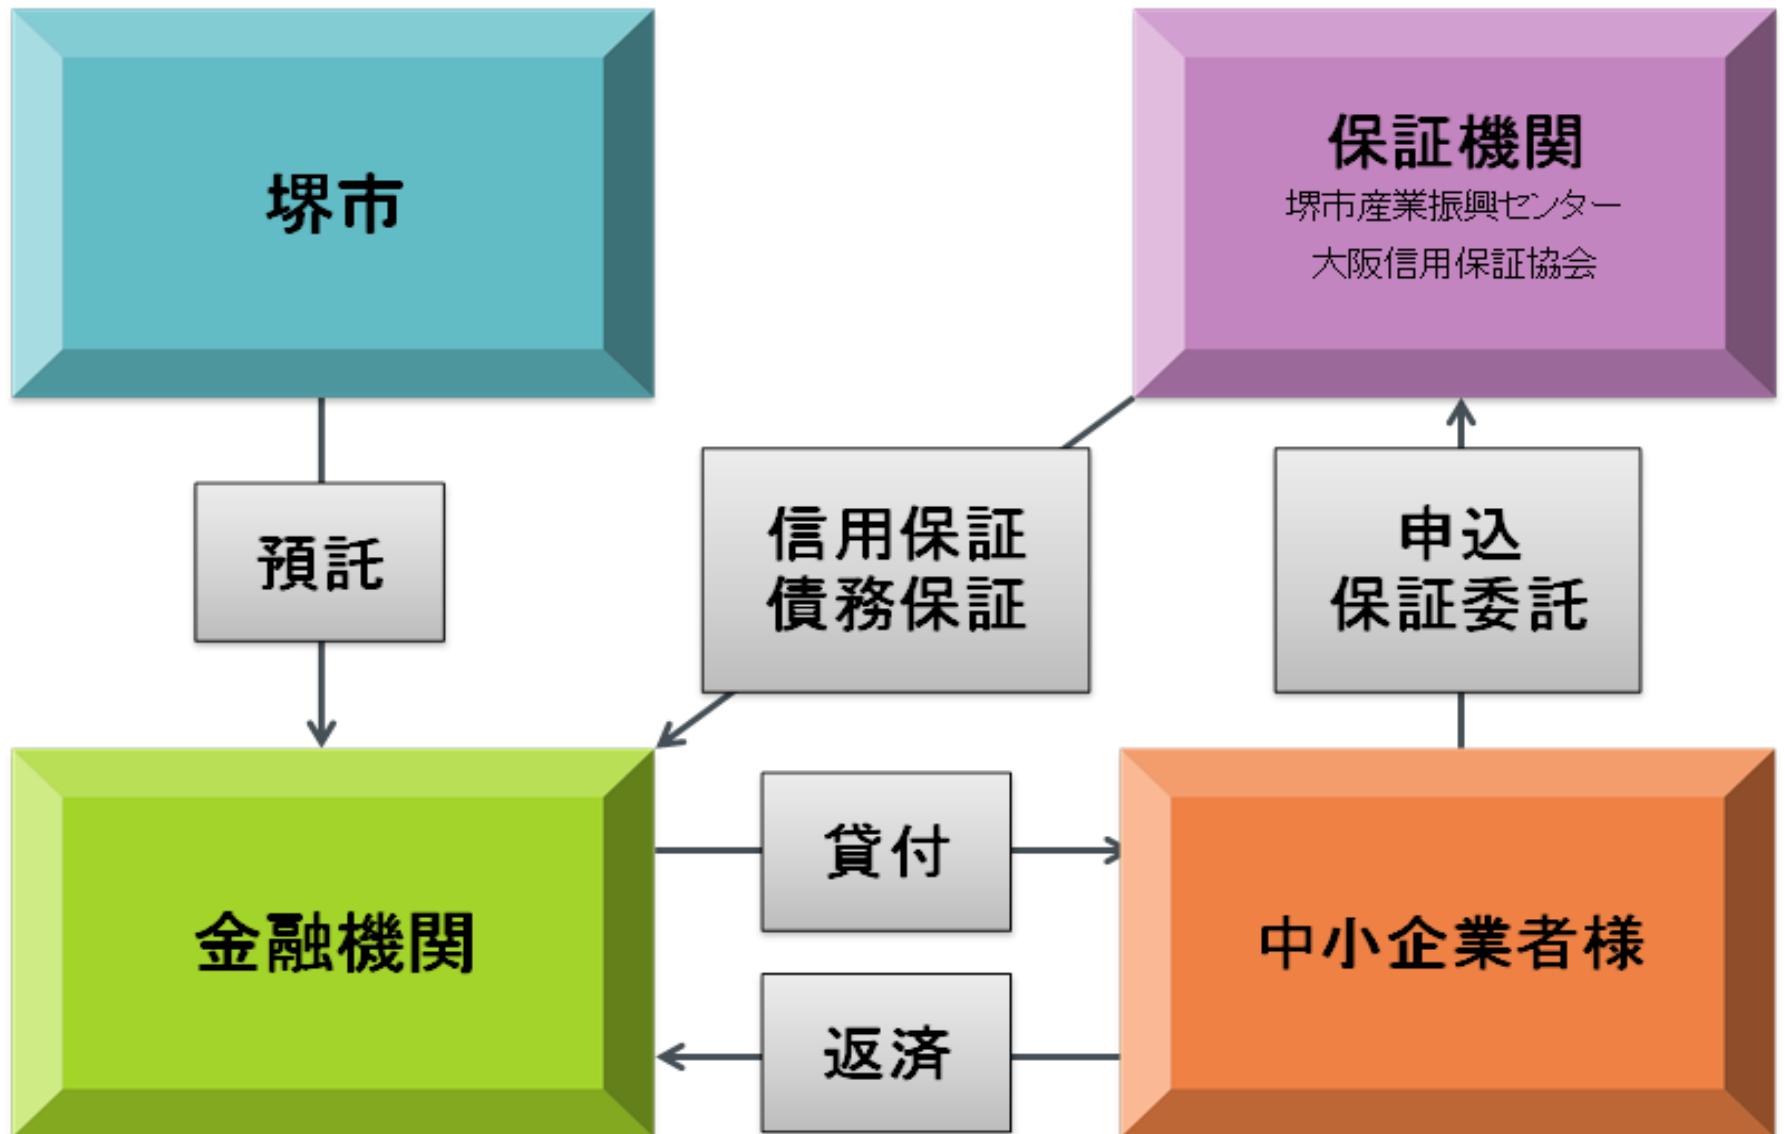 堺市
保証機関
堺市産業振興センター
大阪信用保証協会
預託
信用保証
債務保証
申込
保証委託
金融機関
貸付
返済
中小企業者様